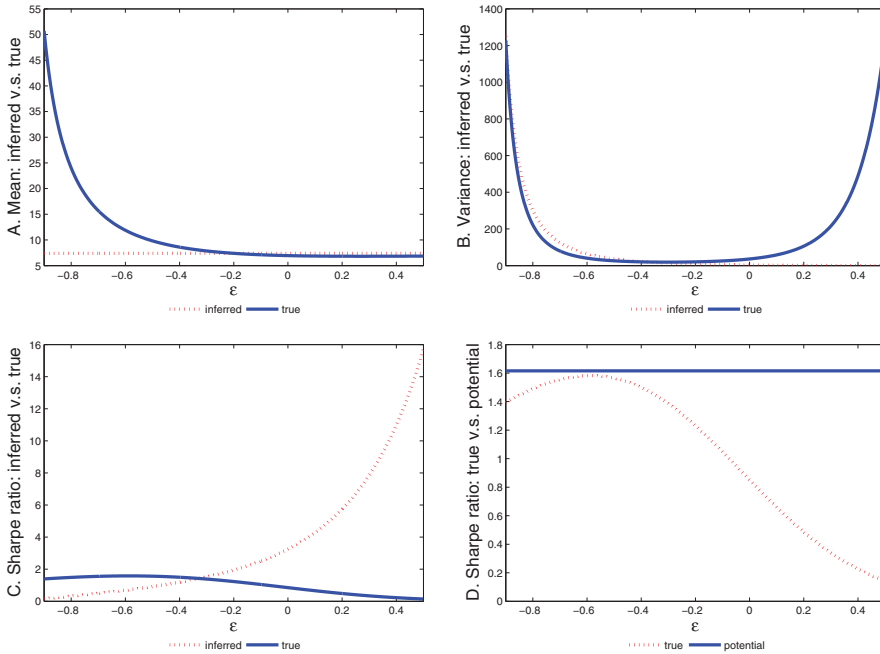 A. Mean: inferred v.s. true
55
50
45
40
35
30
25
20
15
10
5
−0.8 −0.6 −0.4 −0.2 0 0.2 0.4
ε
inferred true
B. Variance: inferred v.s. true
1400
1200
1000
800
600
400
200
0
−0.8 −0.6 −0.4 −0.2 0 0.2 0.4
ε
inferred true
C. Sharpe ratio: inferred v.s. true
16
14
12
10
8
6
4
2
0
−0.8 −0.6 −0.4 −0.2 0 0.2 0.4
ε
inferred true
D. Sharpe ratio: true v.s. potential
1.8
1.6
1.4
1.2
1
0.8
0.6
0.4
0.2
0
−0.8 −0.6 −0.4 −0.2 0 0.2 0.4
ε
true potential